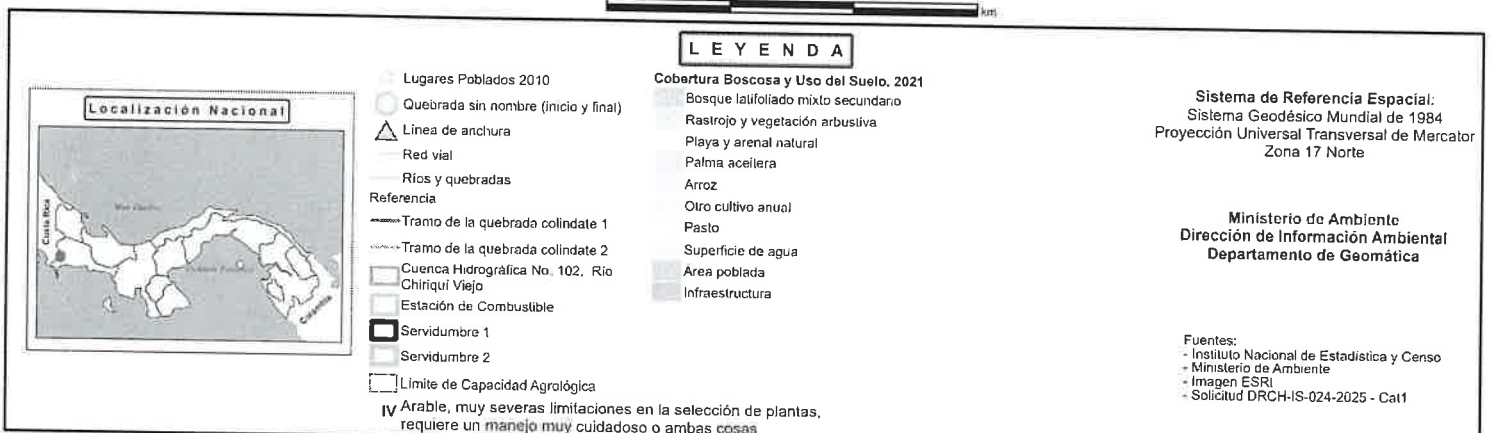 km
LEYENDA
Localización Nacional
Costa Rica
Colombia
Lugares Poblados 2010
Quebrada sin nombre (inicio y final)
Línea de anchura
Red vial
Ríos y quebradas
Referencia
Tramo de la quebrada colindate 1
Tramo de la quebrada colindate 2
Cuenca Hidrográfica No. 102, Río
Chiriquí Viejo
Estación de Combustible
Servidumbre 1
Servidumbre 2
Límite de Capacidad Agrológica
IV Arable, muy severas limitaciones en la selección de plantas,
requiere un manejo muy cuidadoso o ambas cosas
Cobertura Boscosa y Uso del Suelo. 2021
Bosque latifoliado mixto secundario
Rastrojo y vegetación arbustiva
Playa y arenal natural
Palma aceitera
Arroz
Otro cultivo anual
Pasto
Superficie de agua
Área poblada
Infraestructura
Sistema de Referencia Espacial:
Sistema Geodésico Mundial de 1984
Proyección Universal Transversal de Mercator
Zona 17 Norte
Ministerio de Ambiente
Dirección de Información Ambiental
Departamento de Geomática
Fuentes:
- Instituto Nacional de Estadística y Censo
- Ministerio de Ambiente
- Imagen ESRI
- Solicitud DRCH-IS-024-2025 - Cat1